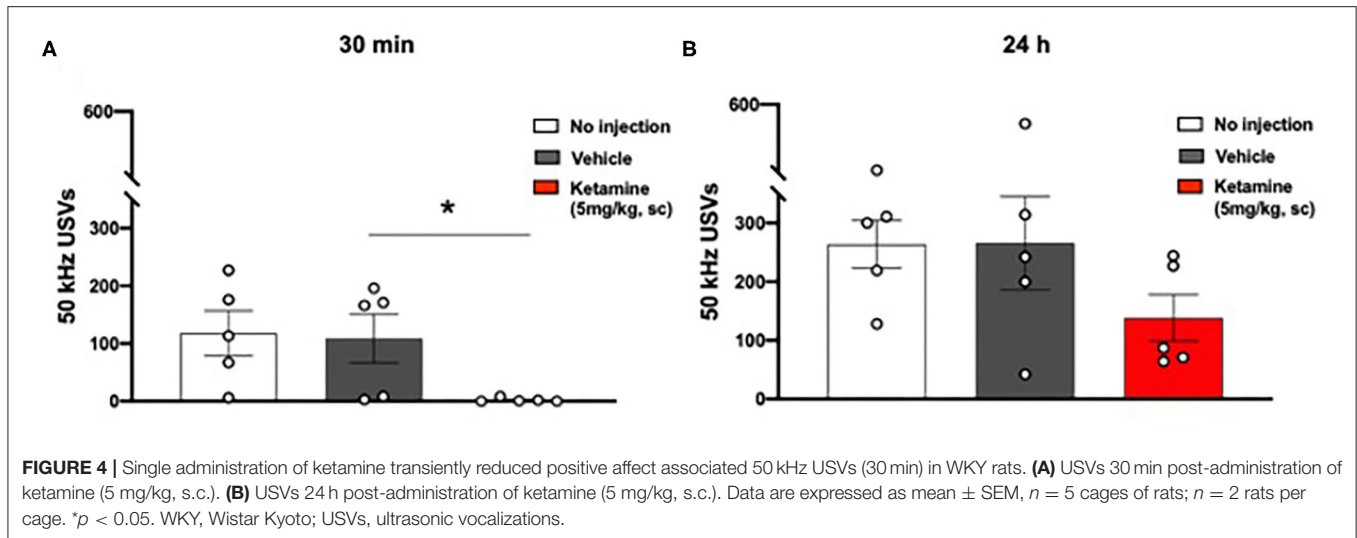 A
30 min
600
300
200
100
0
50 kHz USVs
No injection
Vehicle
Ketamine
(5mg/kg, sc)
*
B
24 h
600
300
200
100
0
50 kHz USVs
No injection
Vehicle
Ketamine
(5mg/kg, sc)
FIGURE 4 | Single administration of ketamine transiently reduced positive affect associated 50 kHz USVs (30 min) in WKY rats. (A) USVs 30 min post-administration of
ketamine (5 mg/kg, s.c.). (B) USVs 24 h post-administration of ketamine (5 mg/kg, s.c.). Data are expressed as mean ± SEM, n = 5 cages of rats; n = 2 rats per
cage. *p < 0.05. WKY, Wistar Kyoto; USVs, ultrasonic vocalizations.